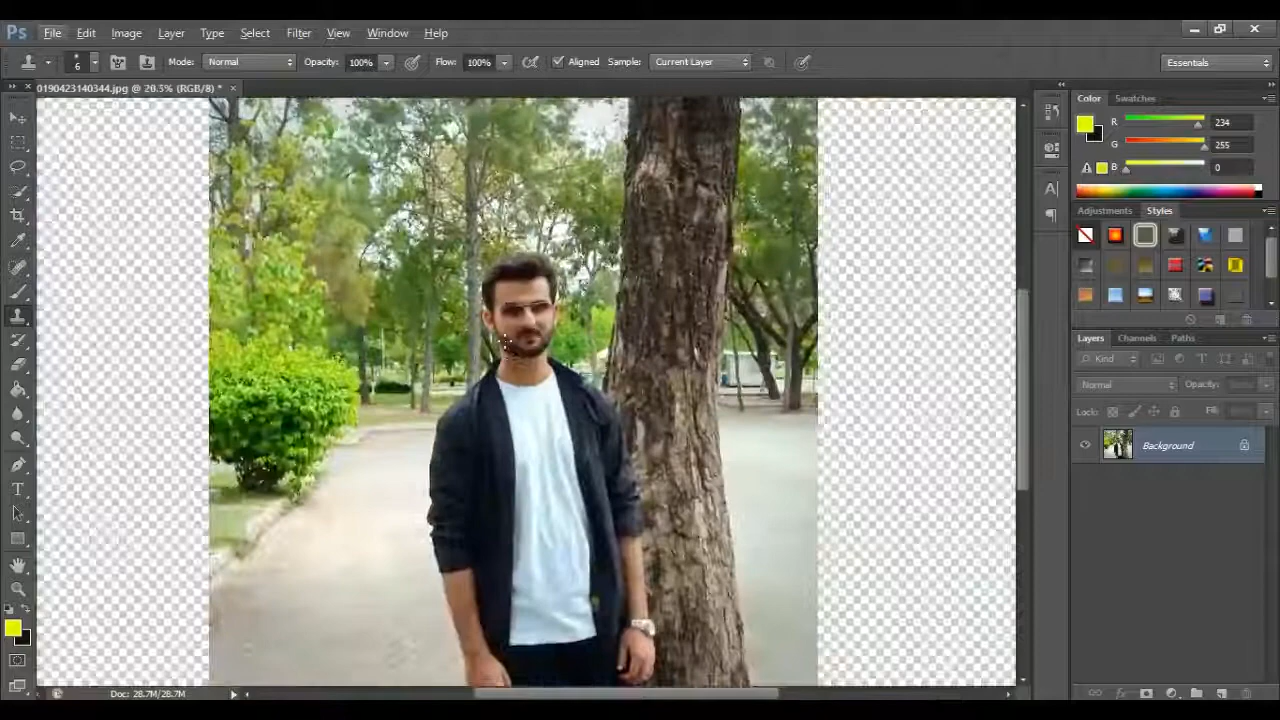 Ps File Edit Image Layer Type Select Filter View Window Help
6 Mode: Normal Opacity: 100% Flow: 100% Aligned Sample: Current Layer Essentials
0190423140344.jpg @ 20.5% (RGB/8) *
Color Swatches
R 234
G 255
B 0
Adjustments Styles
Layers Channels Paths
Kind
Normal Opacity:
Lock: Fill:
Background
Doc: 28.7M/28.7M